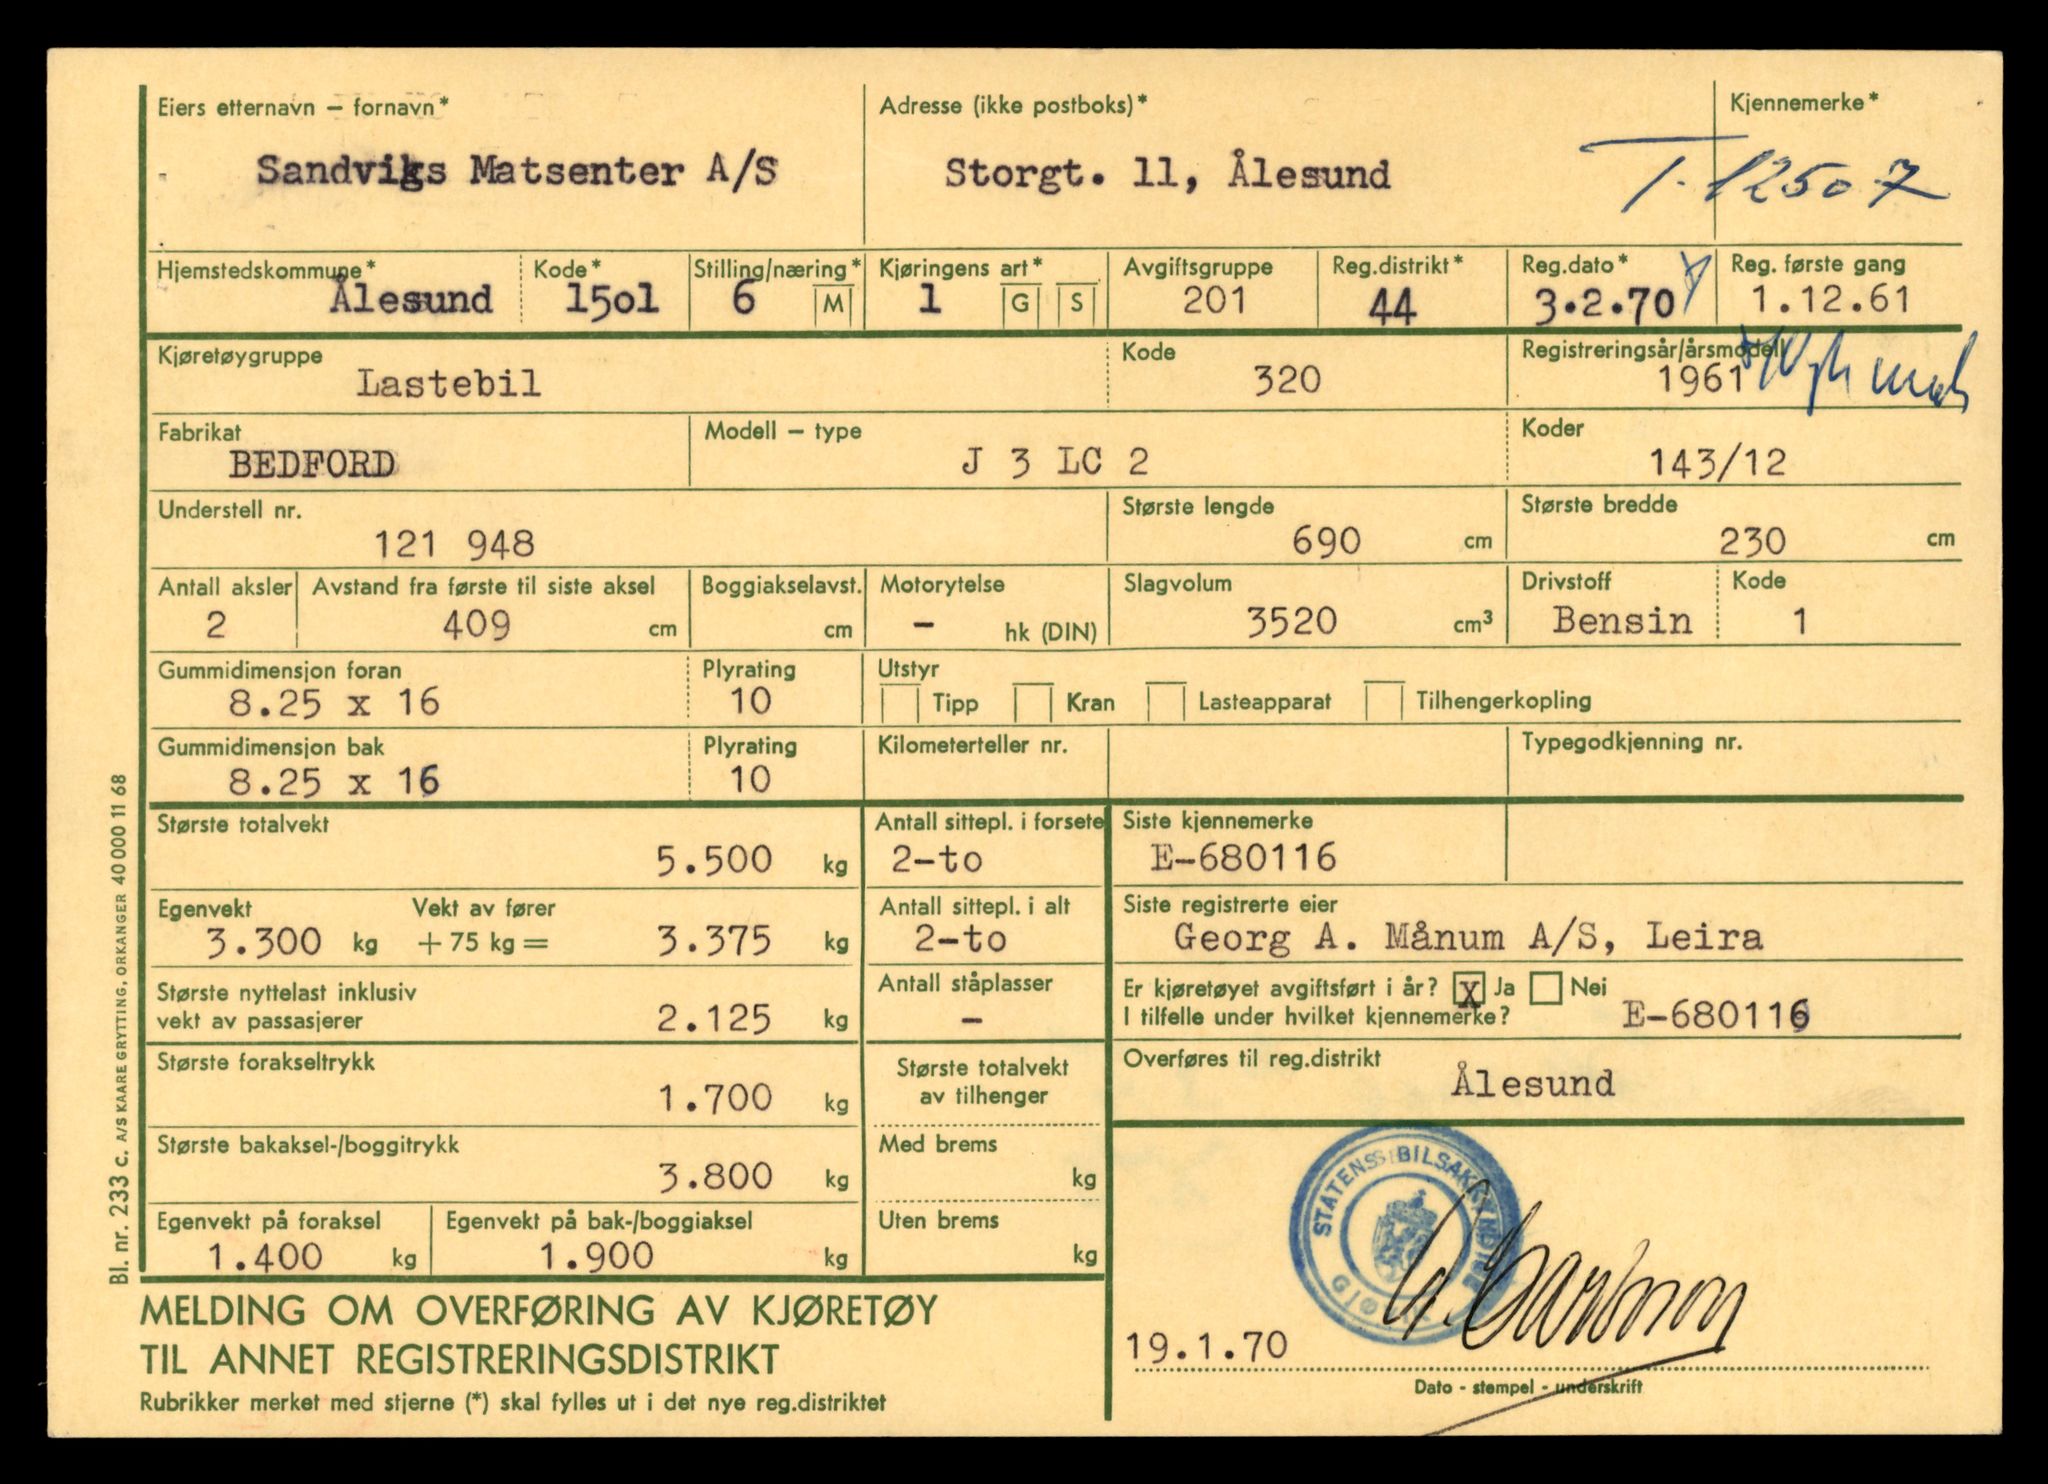 Eiers etternavn – fornavn* Adresse (ikke postboks)* Kjennemerke*
Sandviks Matsenter A/S Storgt. 11, Ålesund T-12507
Hjemstedskommune* Kode* Stilling/næring* Kjøringens art* Avgiftsgruppe Reg.distrikt* Reg.dato* Reg. første gang
Ålesund 1501 6 M 1 G S 201 44 3.2.70 1.12.61
Kjøretøygruppe Kode Registreringsår/årsmodell
Lastebil 320 1961
Fabrikat Modell – type Koder
BEDFORD J 3 LC 2 143/12
Understell nr. Største lengde Største bredde
121 948 690 cm 230 cm
Antall aksler Avstand fra første til siste aksel Boggiakselavst. Motorytelse Slagvolum Drivstoff Kode
2 409 cm cm – hk (DIN) 3520 cm³ Bensin 1
Gummidimensjon foran Plyrating Utstyr
8.25 x 16 10 Tipp Kran Lasteapparat Tilhengerkopling
Gummidimensjon bak Plyrating Kilometerteller nr. Typegodkjenning nr.
8.25 x 16 10
Største totalvekt Antall sittepl. i forsete Siste kjennemerke
5.500 kg 2-to E-680116
Egenvekt Vekt av fører Antall sittepl. i alt Siste registrerte eier
3.300 kg + 75 kg = 3.375 kg 2-to Georg A. Månum A/S, Leira
Største nyttelast inklusiv Antall ståplasser Er kjøretøyet avgiftsført i år? X Ja Nei
vekt av passasjerer 2.125 kg – I tilfelle under hvilket kjennemerke? E-680116
Største forakseltrykk Største totalvekt Overføres til reg.distrikt
1.700 kg av tilhenger Ålesund
Største bakaksel-/boggitrykk Med brems
3.800 kg kg
Egenvekt på foraksel Egenvekt på bak-/boggiaksel Uten brems
1.400 kg 1.900 kg kg
STATENS BILSAKKYNDIGE
GJØVIK
MELDING OM OVERFØRING AV KJØRETØY
TIL ANNET REGISTRERINGSDISTRIKT
19.1.70
Dato - stempel - underskrift
Rubrikker merket med stjerne (*) skal fylles ut i det nye reg.distriktet
Bl. nr. 233 c. A/S KAARE GRYTTING, ORKANGER 40 000 11 68